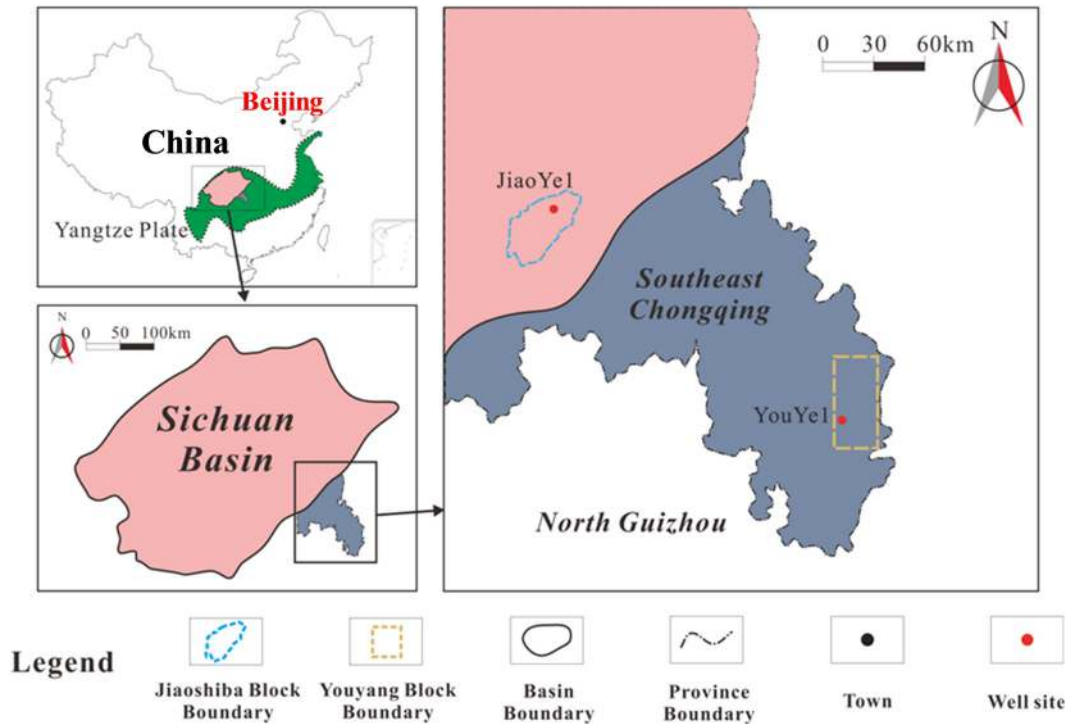 Beijing
China
Yangtze Plate
N
0 50 100km
Sichuan
Basin
0 30 60km
N
JiaoYe1
Southeast
Chongqing
YouYe1
North Guizhou
Legend
Jiaoshiba Block
Boundary
Youyang Block
Boundary
Basin
Boundary
Province
Boundary
Town
Well site